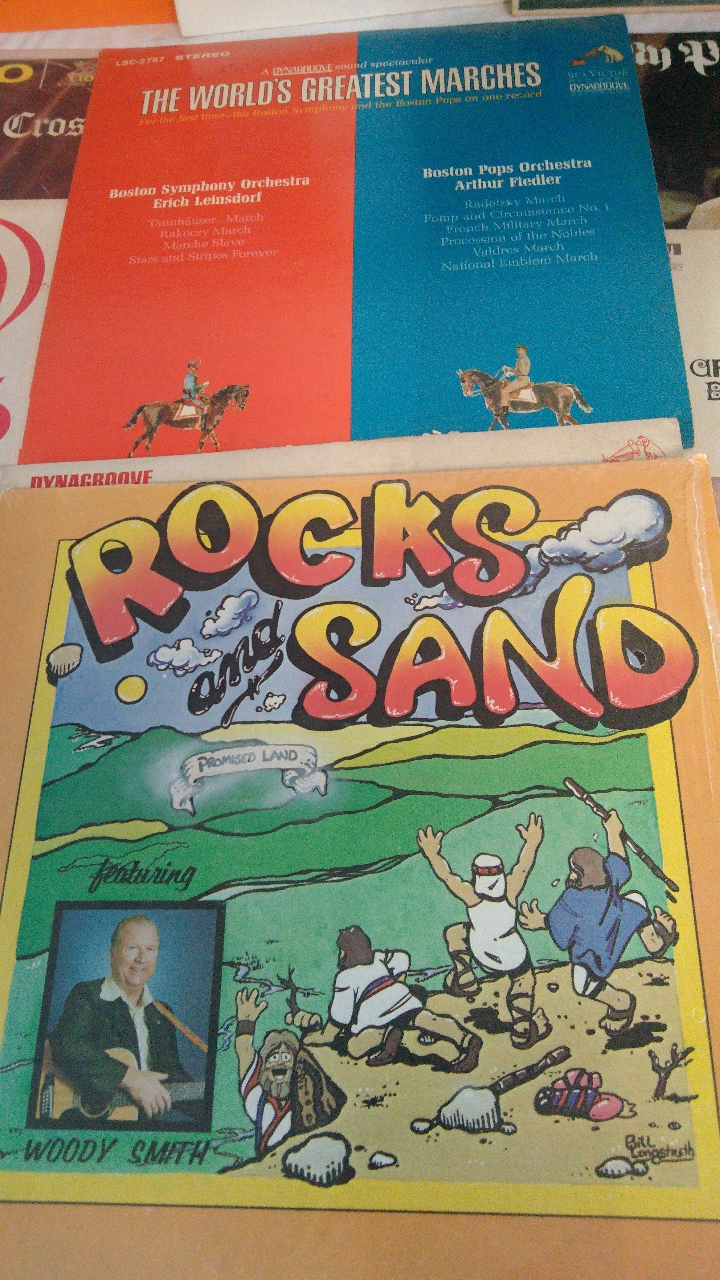 LSC-2757 STEREO
A DYNAGROOVE sound spectacular
THE WORLD'S GREATEST MARCHES
For the first time—the Boston Symphony and the Boston Pops on one record
RCA VICTOR
DYNAGROOVE
Boston Symphony Orchestra
Erich Leinsdorf
Tannhäuser March
Rakoczy March
Marche Slave
Stars and Stripes Forever
Boston Pops Orchestra
Arthur Fiedler
Radetzky March
Pomp and Circumstance No. 1
French Military March
Procession of the Nobles
Valdres March
National Emblem March
Cros
DYNAGROOVE
ROCKS
and
SAND
PROMISED LAND
featuring
WOODY SMITH
Bill
Longstreth